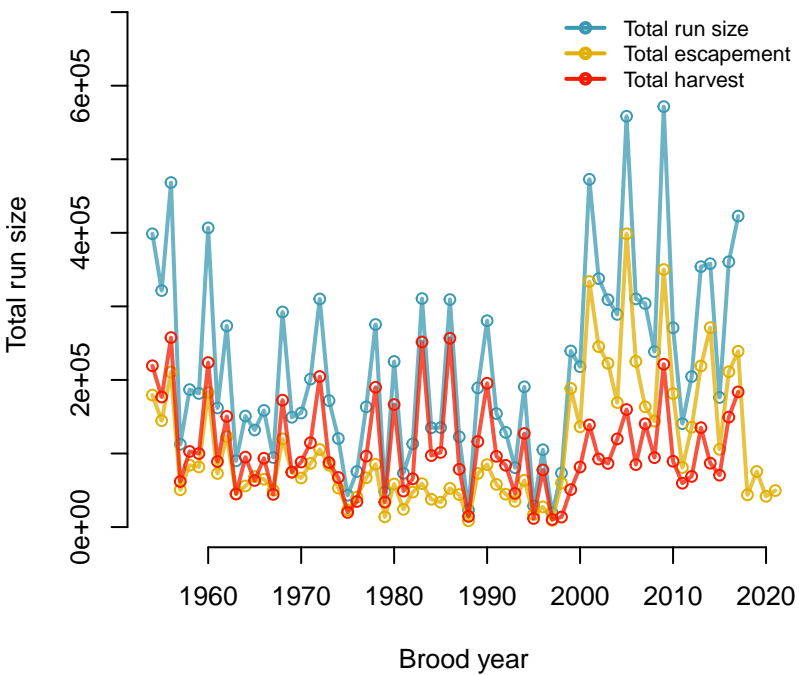 Total run size
Total escapement
Total harvest
6e+05
4e+05
2e+05
0e+00
Total run size
1960 1970 1980 1990 2000 2010 2020
Brood year